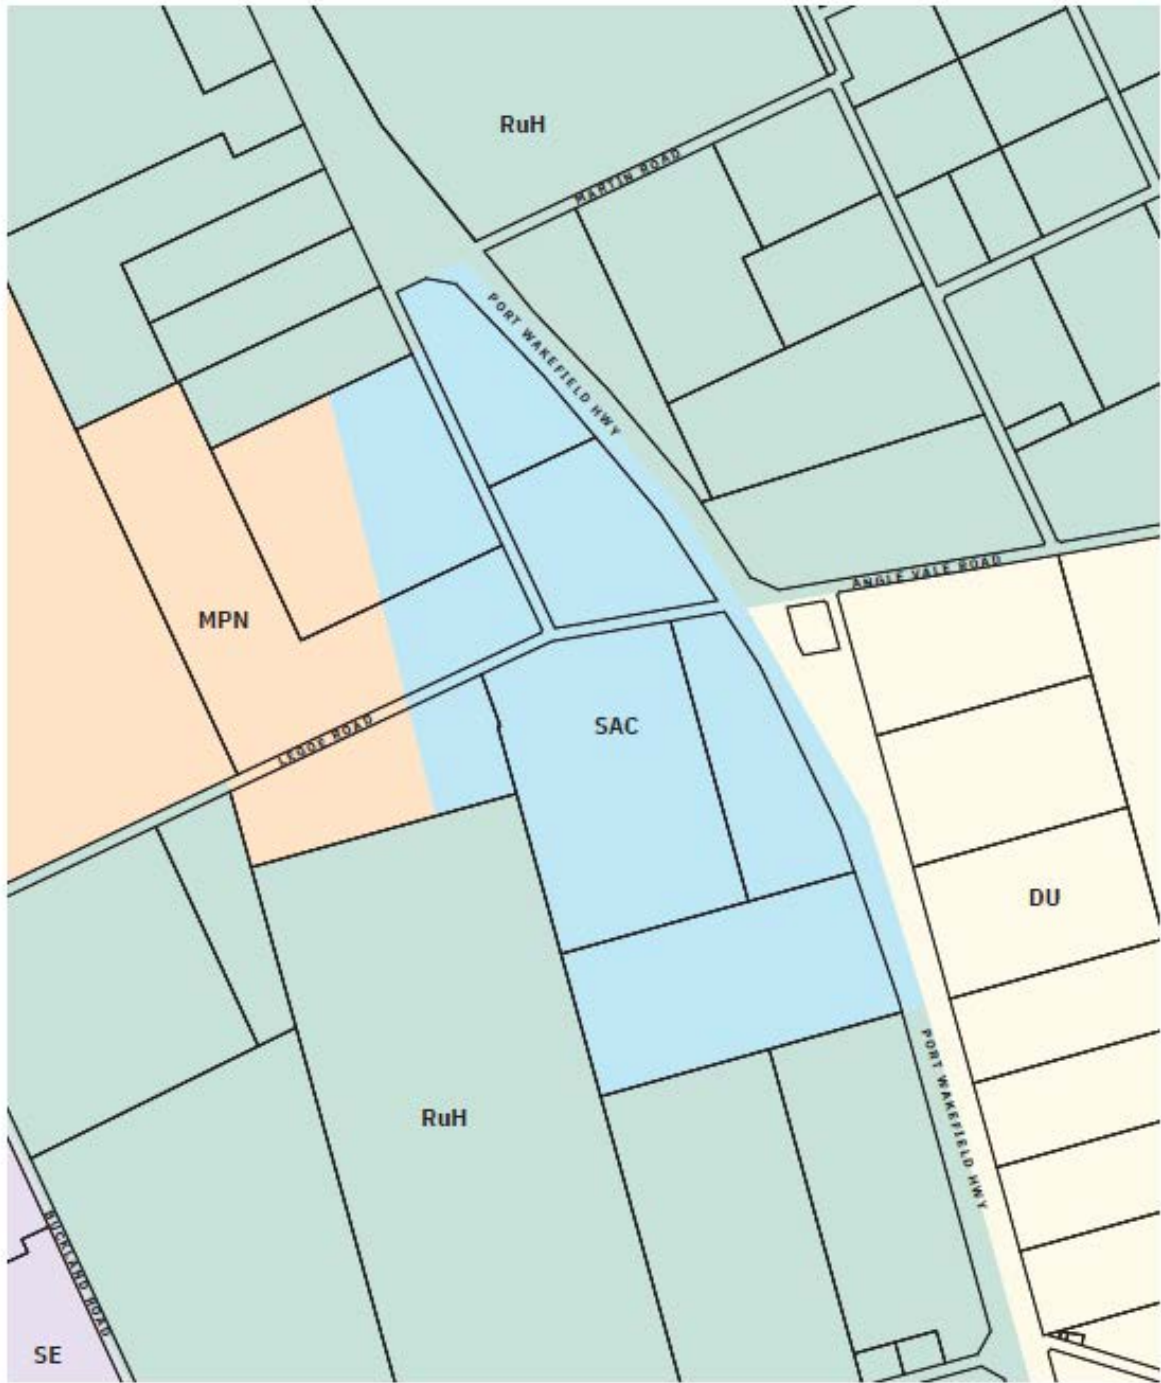 RuH
MARTIN ROAD
PORT WAKEFIELD HWY
ANGLE VALE ROAD
MPN
LEGOE ROAD
SAC
DU
PORT WAKEFIELD HWY
RuH
BUCKLAND ROAD
SE